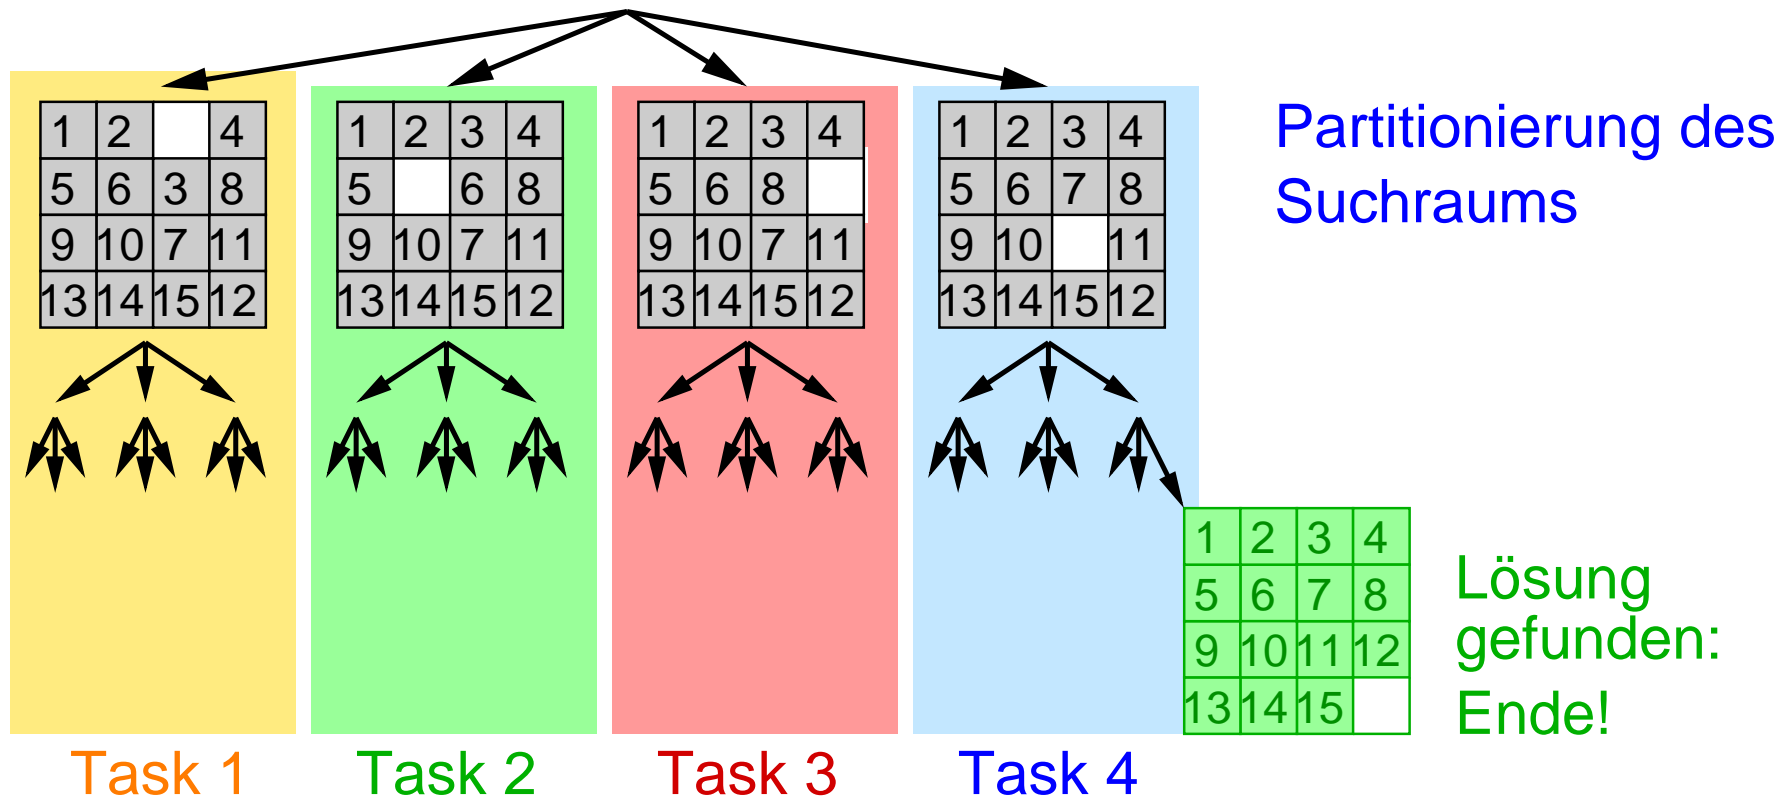 1 2 4
5 6 3 8
9 10 7 11
13 14 15 12
1 2 3 4
5 6 8
9 10 7 11
13 14 15 12
1 2 3 4
5 6 8
9 10 7 11
13 14 15 12
1 2 3 4
5 6 7 8
9 10 11
13 14 15 12
Partitionierung des
Suchraums
1 2 3 4
5 6 7 8
9 10 11 12
13 14 15
Lösung
gefunden:
Ende!
Task 1
Task 2
Task 3
Task 4